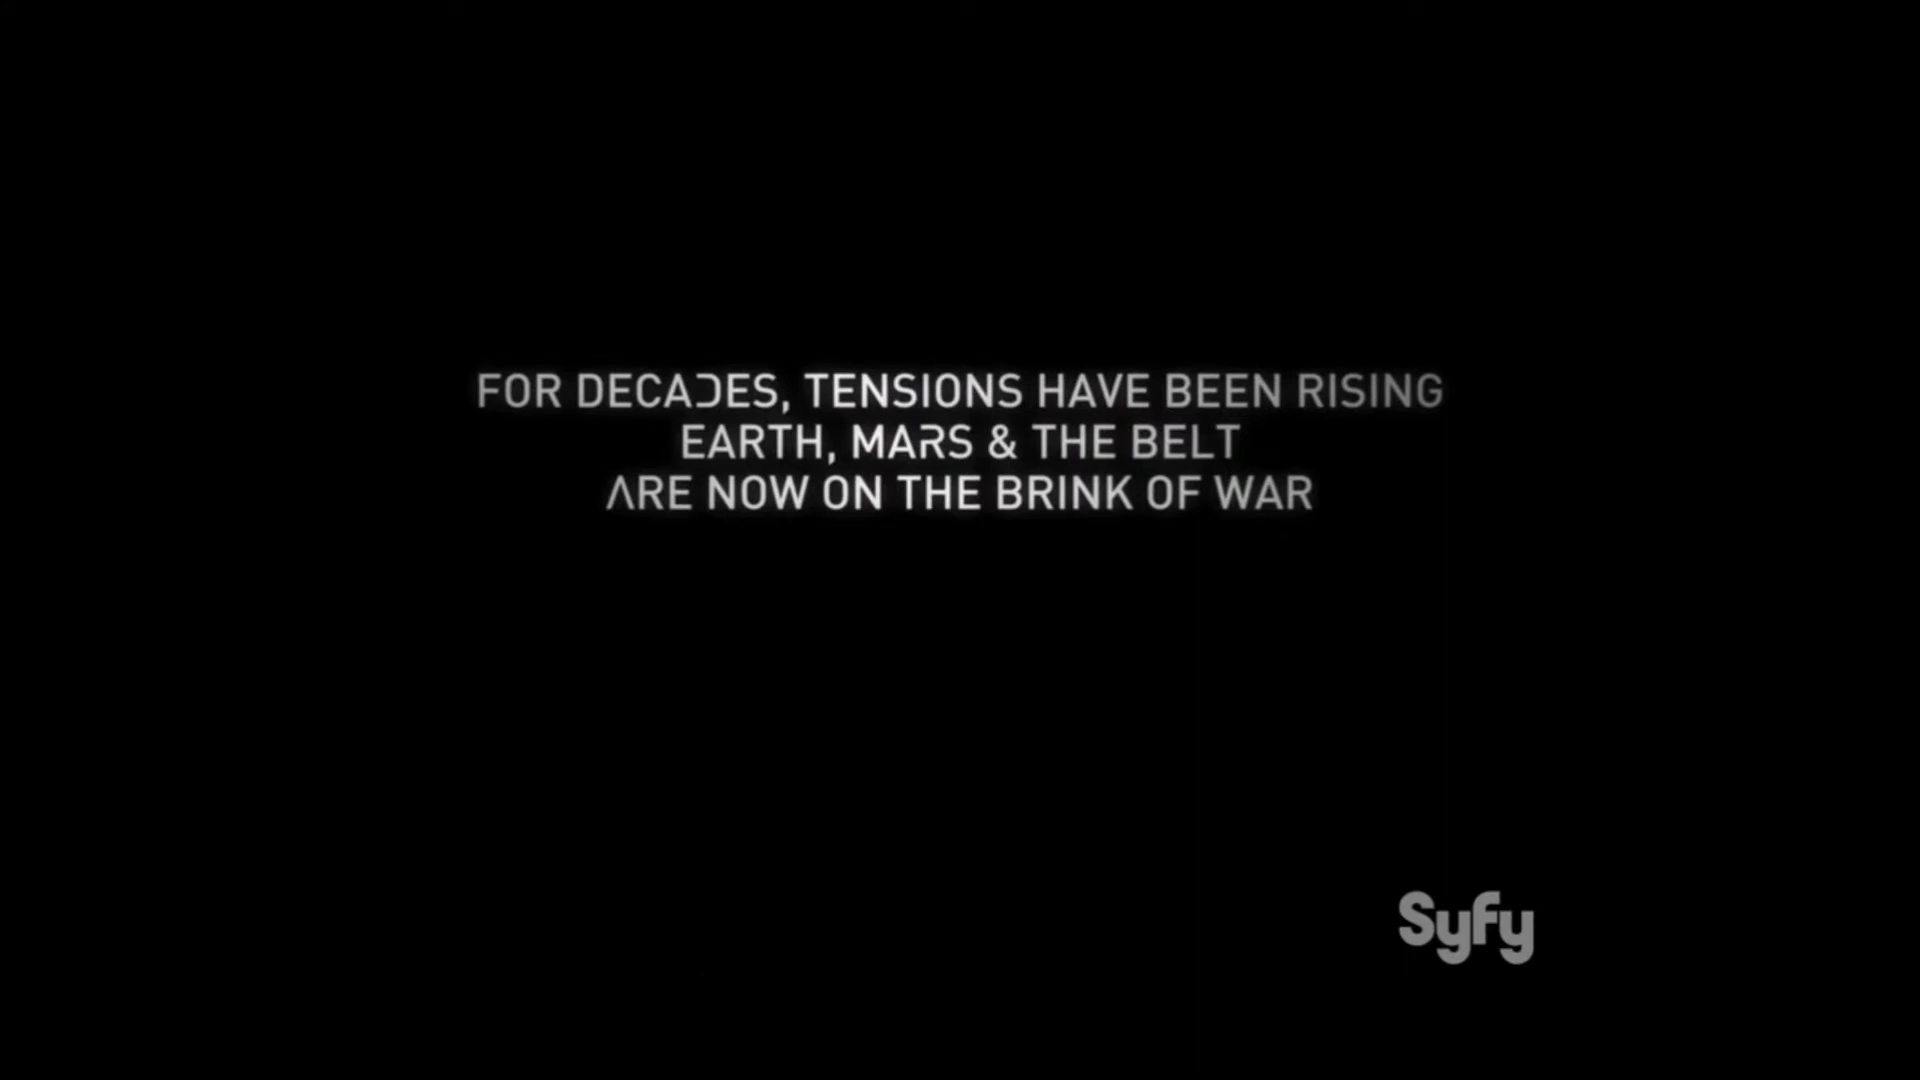 FOR DECADES, TENSIONS HAVE BEEN RISING
EARTH, MARS & THE BELT
ARE NOW ON THE BRINK OF WAR
Syfy